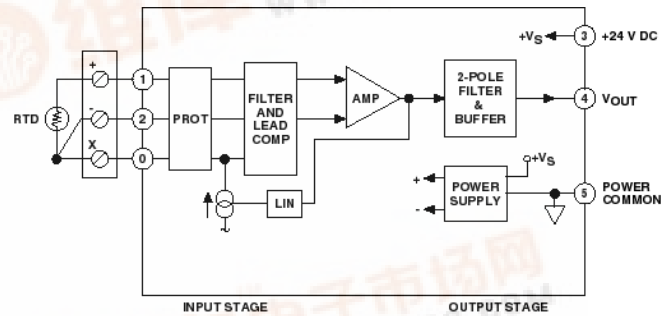 +VS
3
+24 V DC
+
1
2-POLE
FILTER
&
BUFFER
FILTER
AND
LEAD
COMP
AMP
4
VOUT
RTD
-
2
PROT
X
0
+VS
LIN
+
-
POWER
SUPPLY
5
POWER
COMMON
INPUT STAGE
OUTPUT STAGE